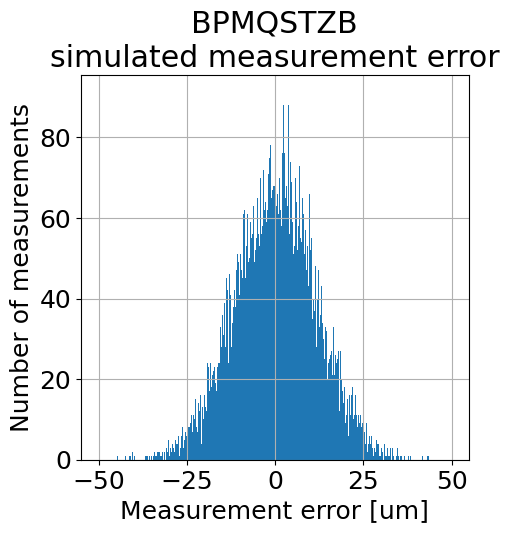 BPMQSTZB
simulated measurement error
Number of measurements
80
60
40
20
0
−50 −25 0 25 50
Measurement error [um]